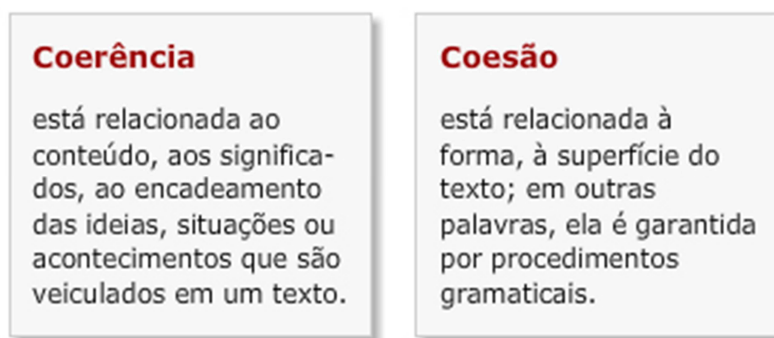 Coerência
está relacionada ao
conteúdo, aos significa-
dos, ao encadeamento
das ideias, situações ou
acontecimentos que são
veiculados em um texto.
Coesão
está relacionada à
forma, à superfície do
texto; em outras
palavras, ela é garantida
por procedimentos
gramaticais.